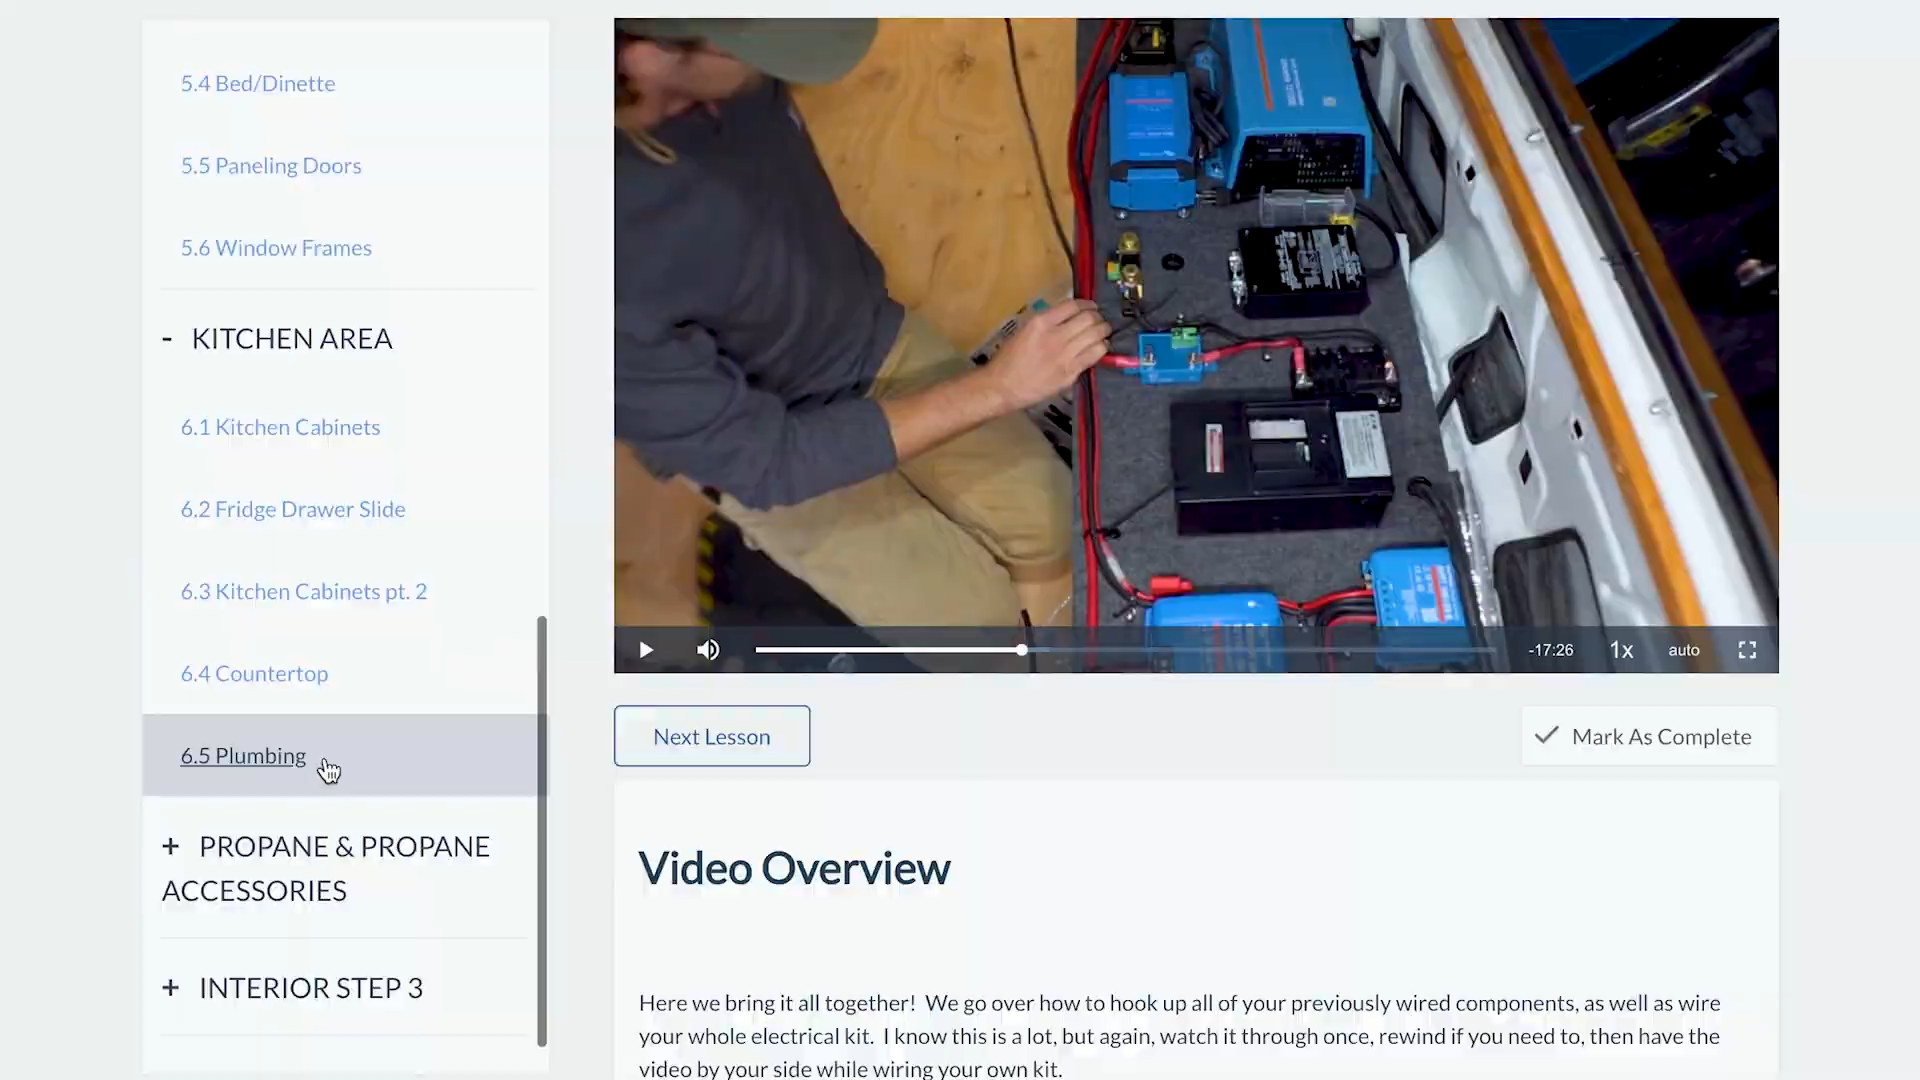 5.4 Bed/Dinette
5.5 Paneling Doors
5.6 Window Frames
- KITCHEN AREA
6.1 Kitchen Cabinets
6.2 Fridge Drawer Slide
6.3 Kitchen Cabinets pt. 2
6.4 Countertop
6.5 Plumbing
+ PROPANE & PROPANE
ACCESSORIES
+ INTERIOR STEP 3
-17:26
1x
auto
Next Lesson
Mark As Complete
Video Overview
Here we bring it all together!  We go over how to hook up all of your previously wired components, as well as wire
your whole electrical kit.  I know this is a lot, but again, watch it through once, rewind if you need to, then have the
video by your side while wiring your own kit.